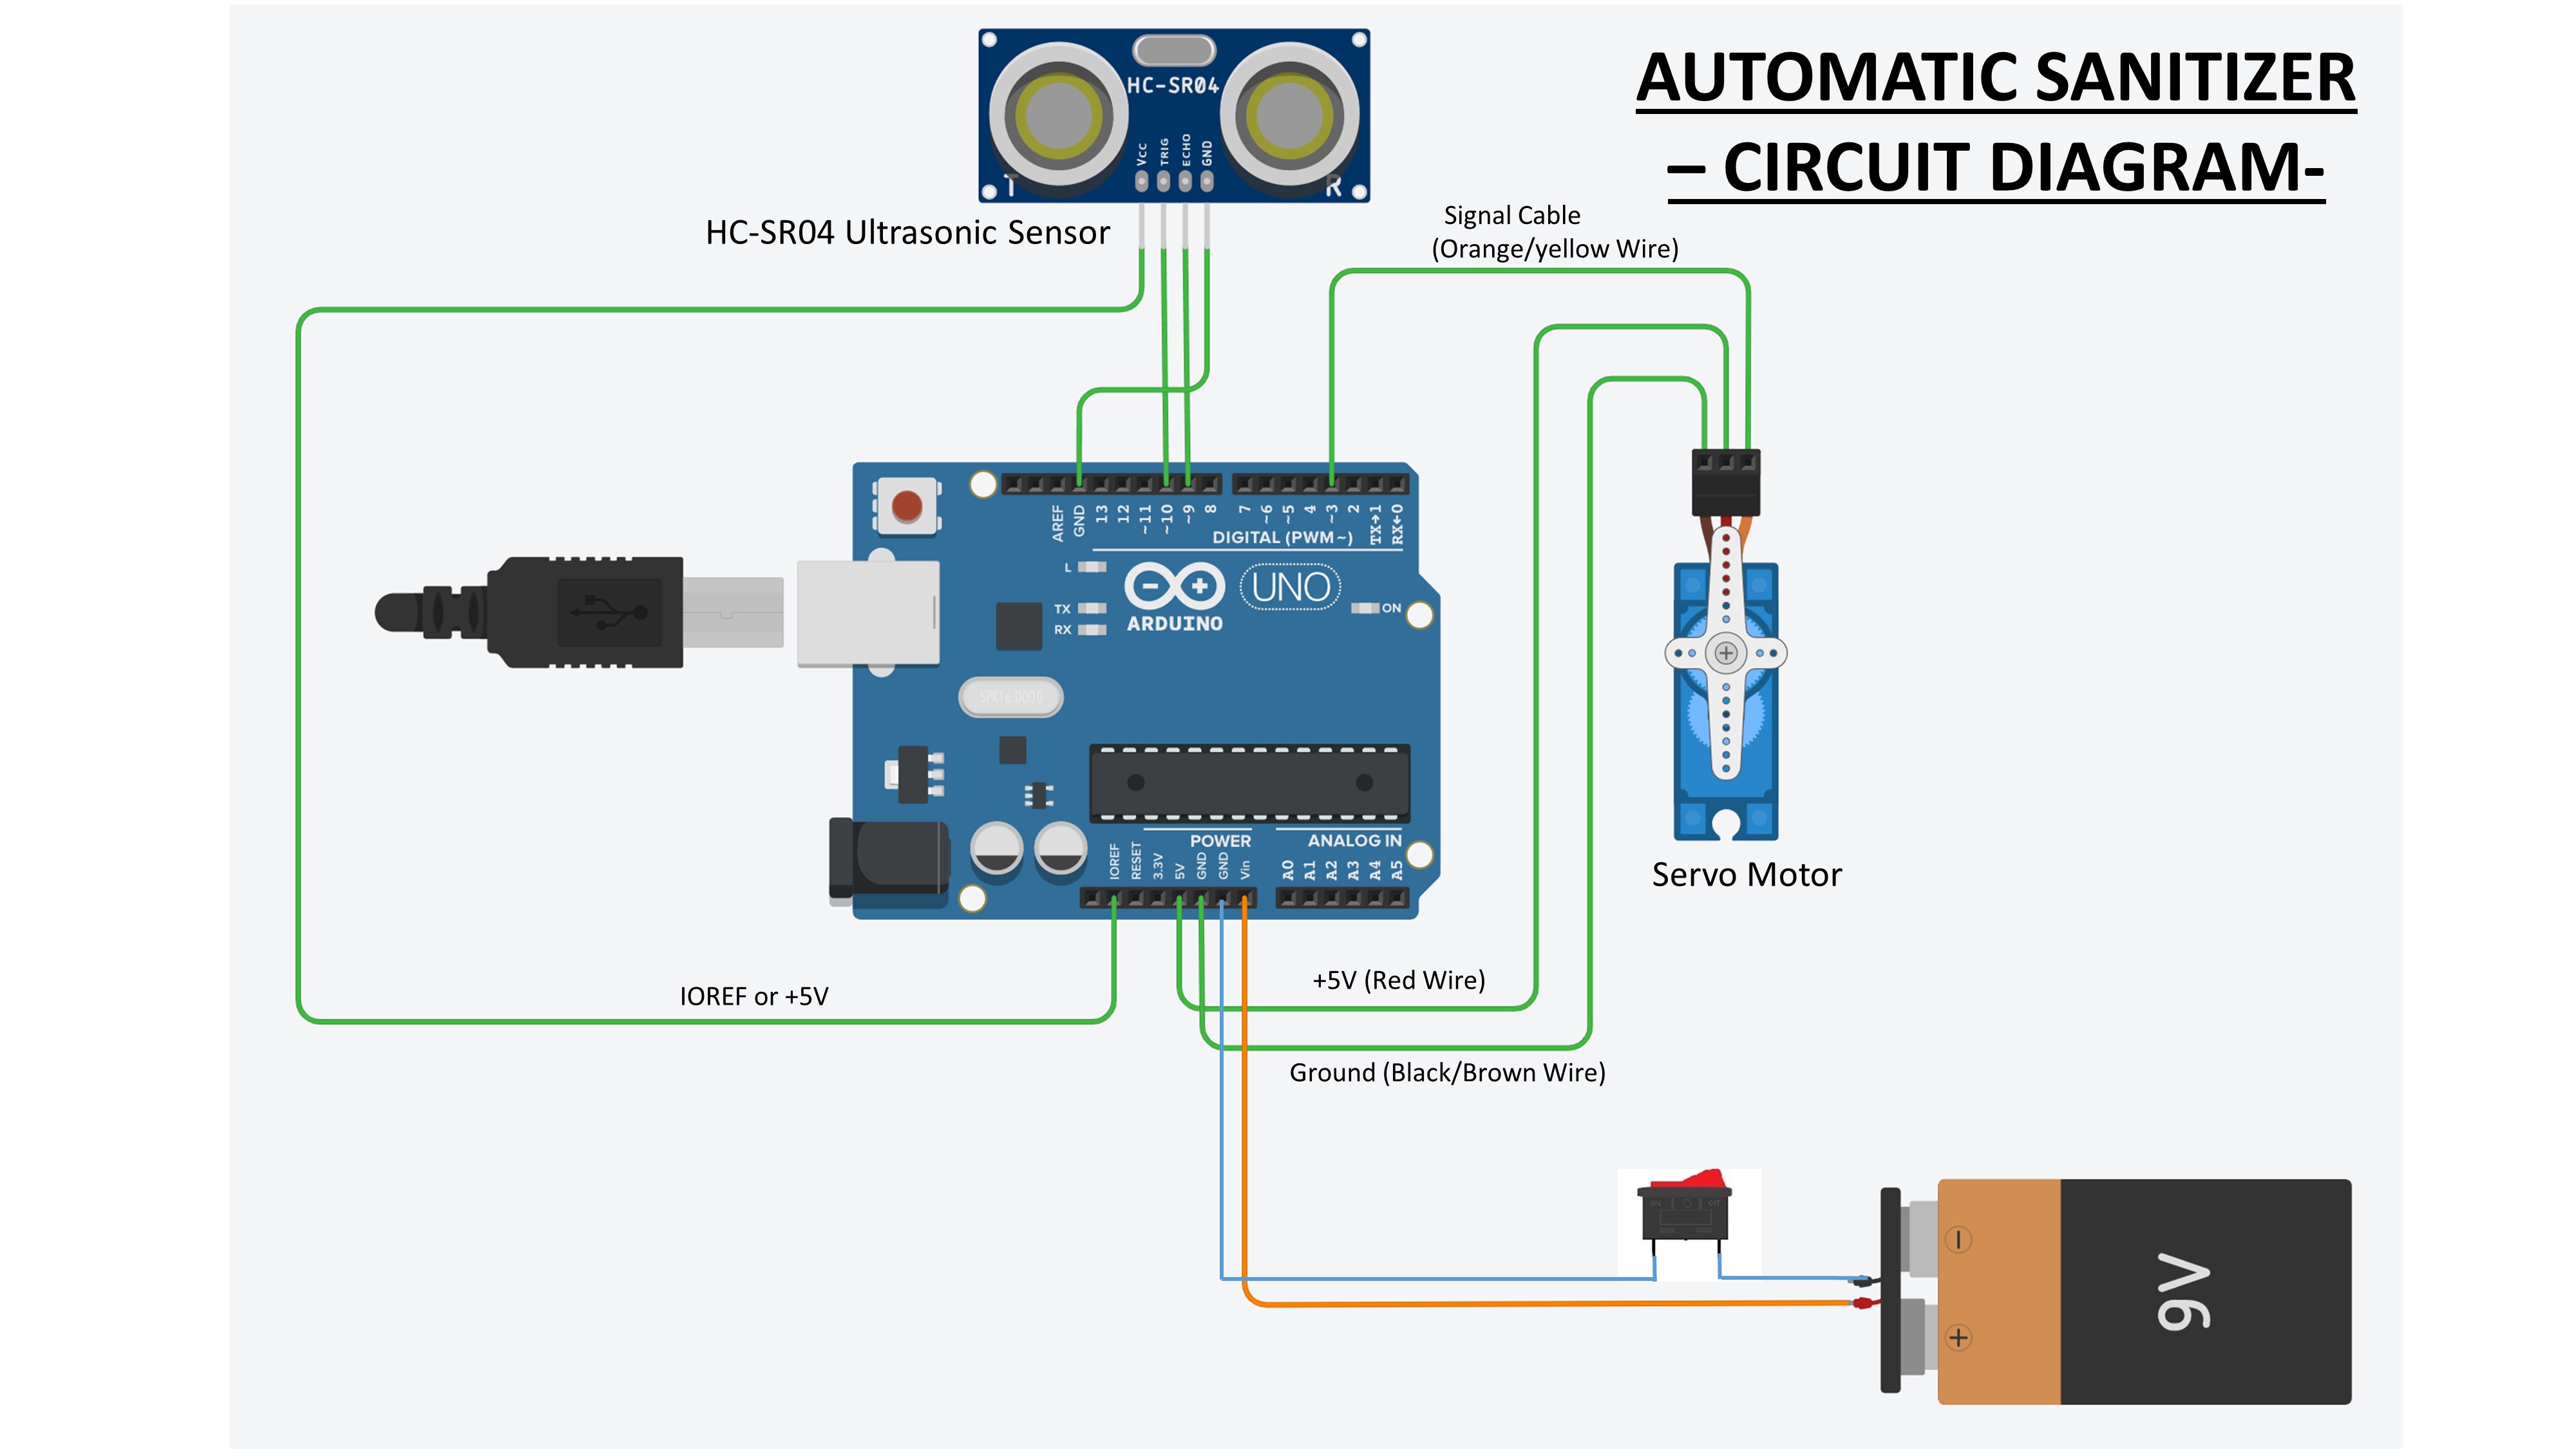 AUTOMATIC SANITIZER
– CIRCUIT DIAGRAM-
HC-SR04
VCC
TRIG
ECHO
GND
T
R
HC-SR04 Ultrasonic Sensor
Signal Cable
(Orange/yellow Wire)
AREF
GND
13
12
~11
~10
~9
8
7
~6
~5
4
~3
2
TX→1
RX←0
DIGITAL (PWM~)
L
TX
RX
ARDUINO
UNO
ON
SPK16.000G
POWER
ANALOG IN
IOREF
RESET
3.3V
5V
GND
GND
Vin
A0
A1
A2
A3
A4
A5
Servo Motor
IOREF or +5V
+5V (Red Wire)
Ground (Black/Brown Wire)
9V